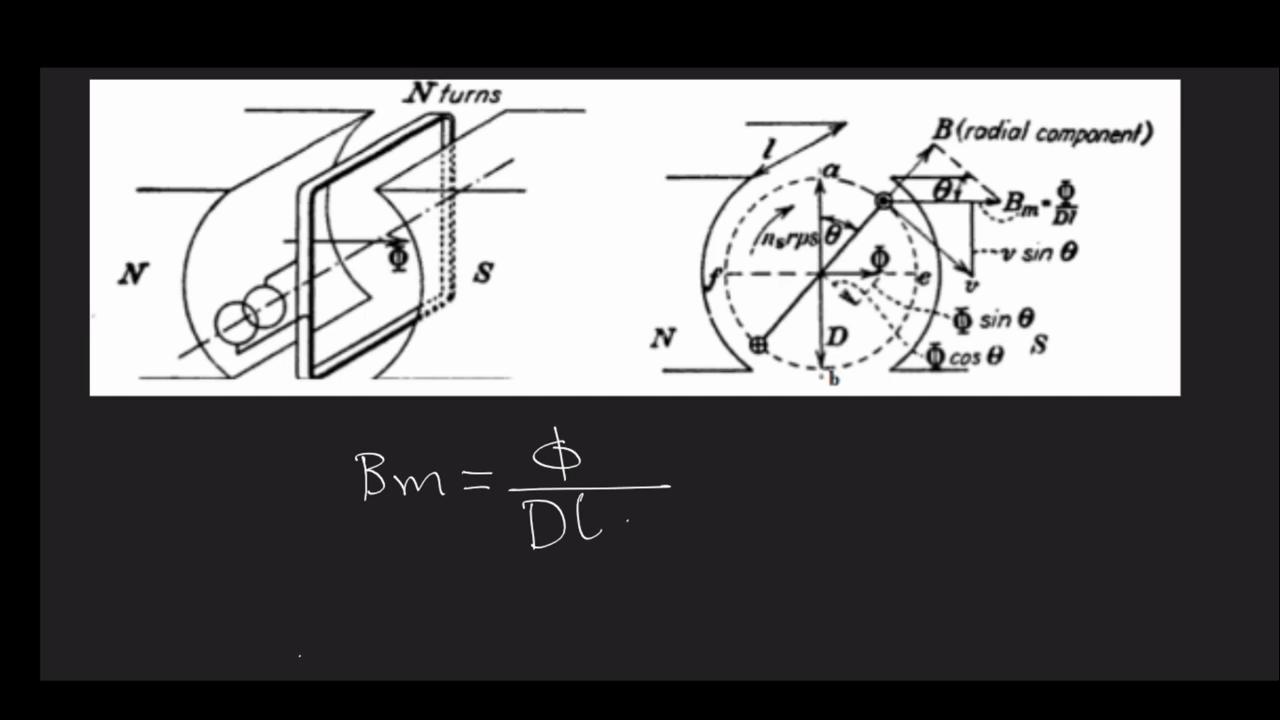 N turns
N
Φ
S
l
a
B (radial component)
θ
Bm = Φ/Dl
ns rps
θ
Φ
v sin θ
f
e
v
Φ sin θ
N
D
Φ cos θ
S
b
Bm = Φ/Dl